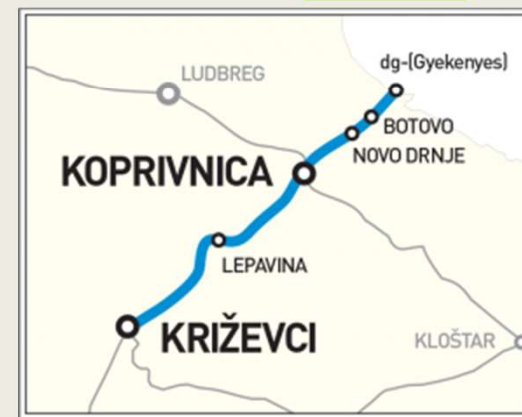 dg-(Gyekenyes)
LUDBREG
BOTOVO
NOVO DRNJE
KOPRIVNICA
LEPAVINA
KRIŽEVCI
KLOŠTAR